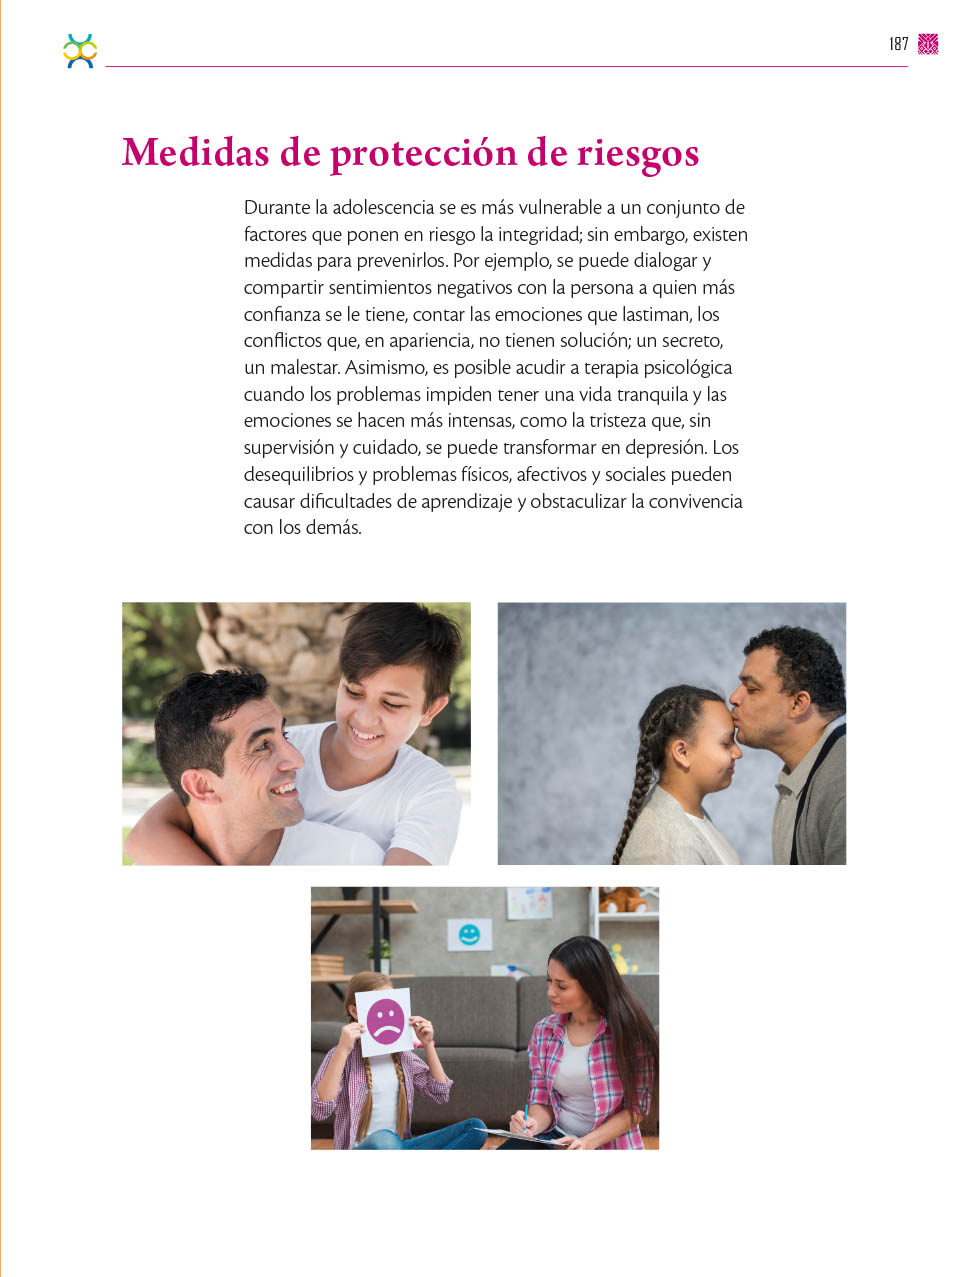 187
Medidas de protección de riesgos
Durante la adolescencia se es más vulnerable a un conjunto de
factores que ponen en riesgo la integridad; sin embargo, existen
medidas para prevenirlos. Por ejemplo, se puede dialogar y
compartir sentimientos negativos con la persona a quien más
confianza se le tiene, contar las emociones que lastiman, los
conflictos que, en apariencia, no tienen solución; un secreto,
un malestar. Asimismo, es posible acudir a terapia psicológica
cuando los problemas impiden tener una vida tranquila y las
emociones se hacen más intensas, como la tristeza que, sin
supervisión y cuidado, se puede transformar en depresión. Los
desequilibrios y problemas físicos, afectivos y sociales pueden
causar dificultades de aprendizaje y obstaculizar la convivencia
con los demás.